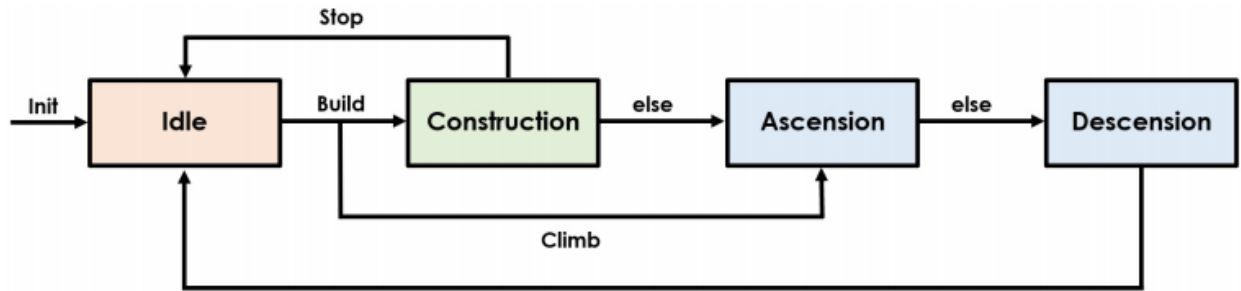 Stop
Init
Idle
Build
Construction
else
Ascension
else
Descension
Climb